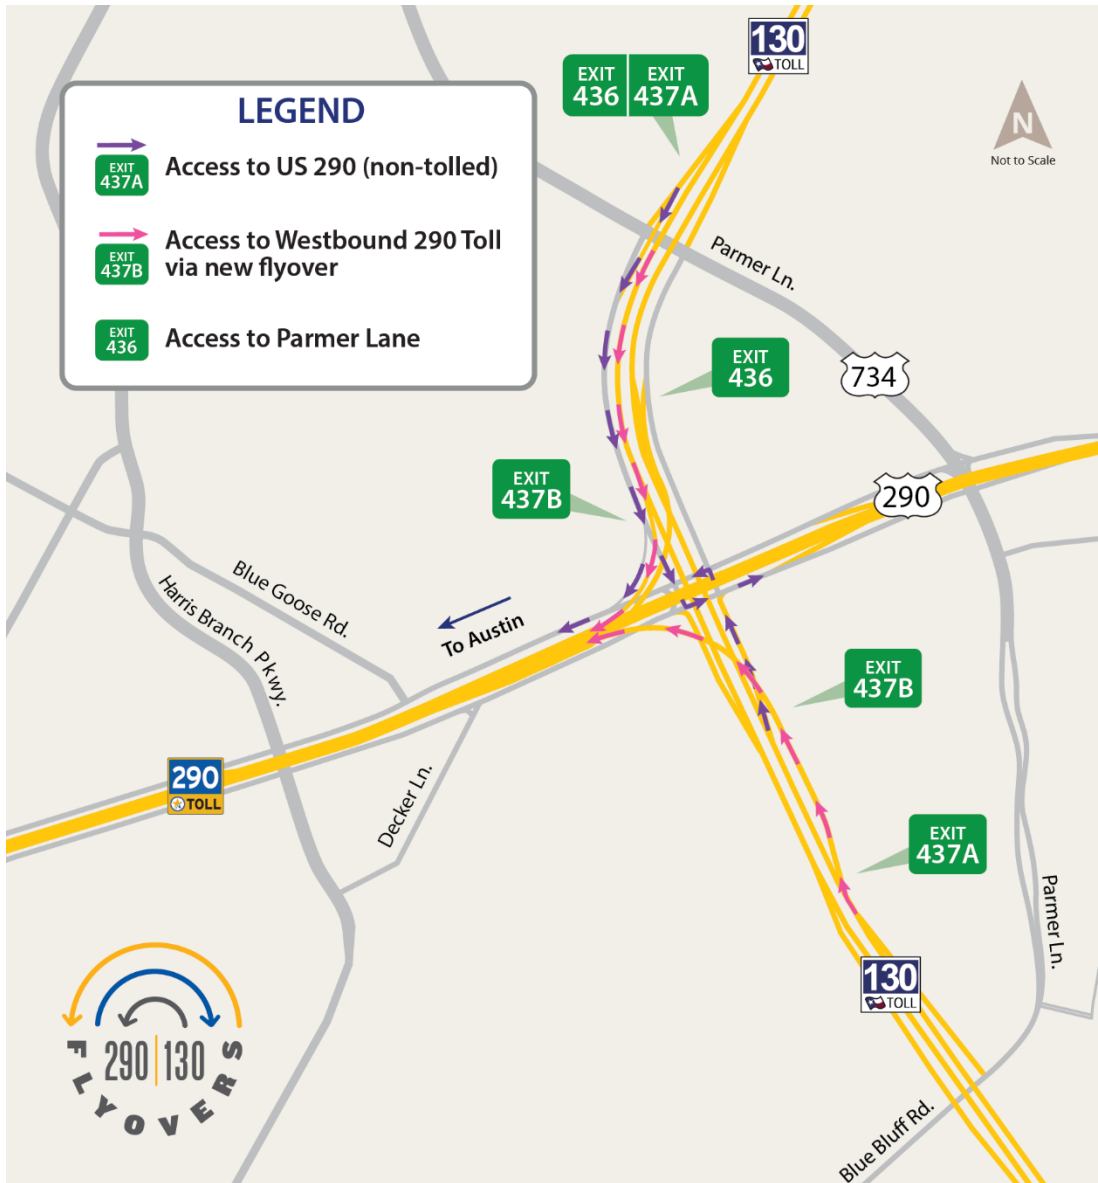 130
TOLL
EXIT
436
EXIT
437A
N
Not to Scale
LEGEND
EXIT
437A
Access to US 290 (non-tolled)
EXIT
437B
Access to Westbound 290 Toll
via new flyover
EXIT
436
Access to Parmer Lane
Parmer Ln.
EXIT
436
734
EXIT
437B
290
Blue Goose Rd.
Harris Branch Pkwy.
To Austin
EXIT
437B
290
TOLL
Decker Ln.
EXIT
437A
Parmer Ln.
130
TOLL
290 130
FLYOVERS
Blue Bluff Rd.